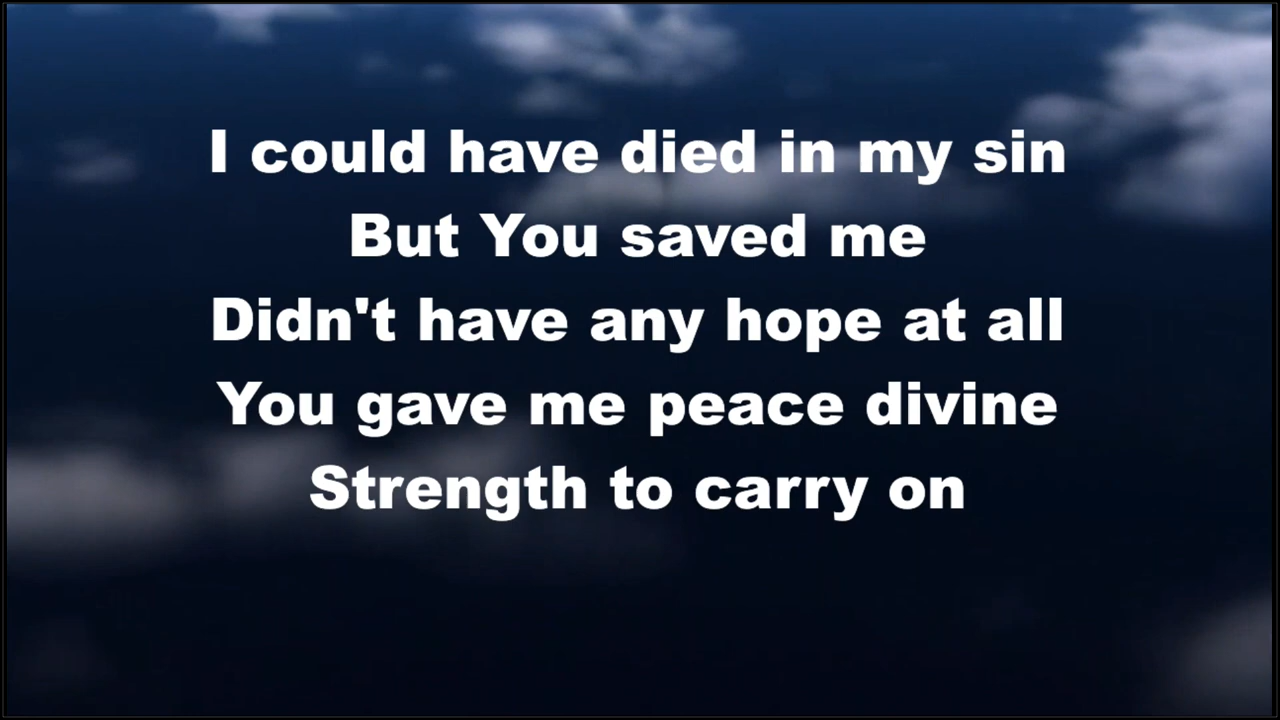 I could have died in my sin
But You saved me
Didn't have any hope at all
You gave me peace divine
Strength to carry on